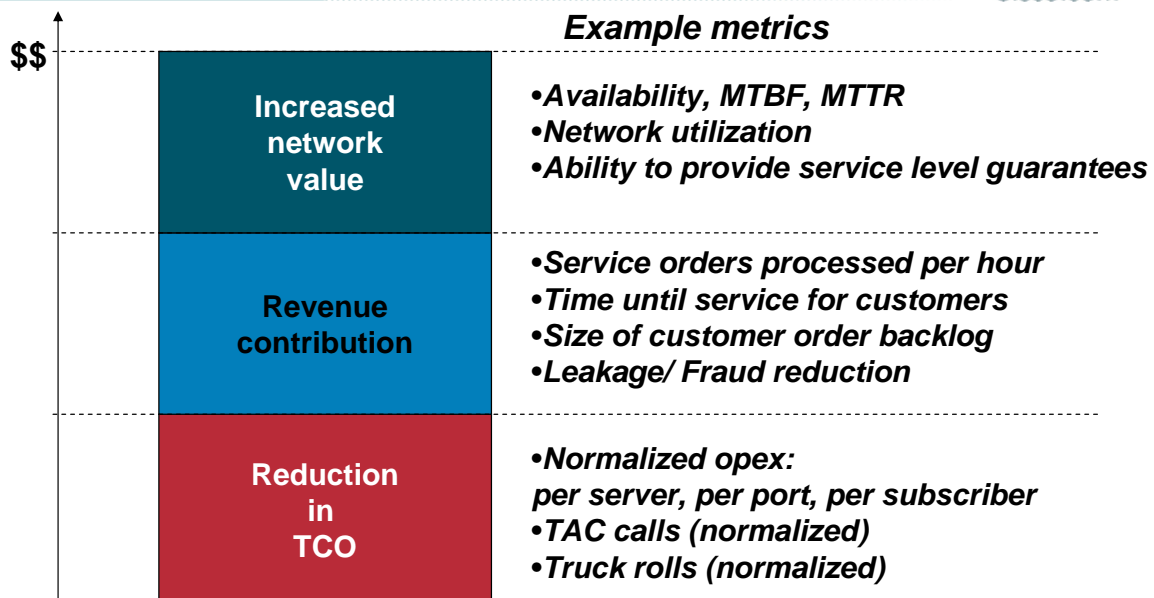 Example metrics
$$
Increased
network
value
•Availability, MTBF, MTTR
•Network utilization
•Ability to provide service level guarantees
Revenue
contribution
•Service orders processed per hour
•Time until service for customers
•Size of customer order backlog
•Leakage/ Fraud reduction
Reduction
in
TCO
•Normalized opex:
per server, per port, per subscriber
•TAC calls (normalized)
•Truck rolls (normalized)